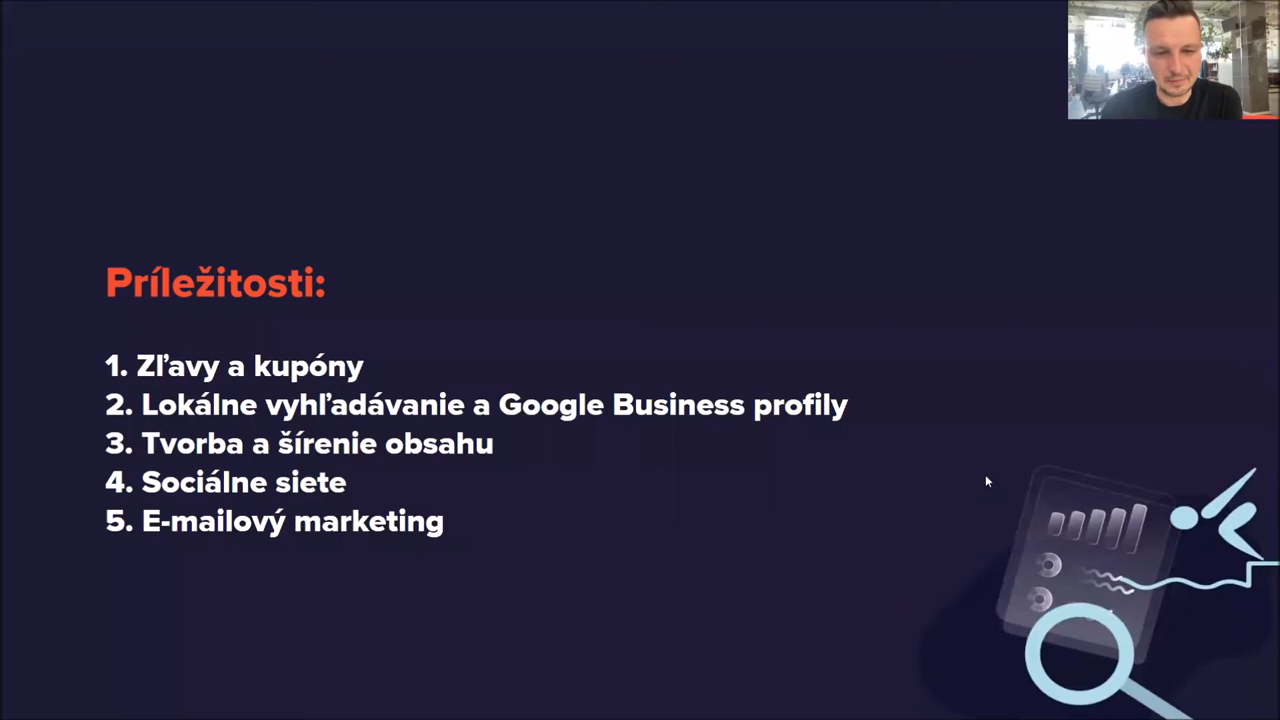 Príležitosti:
1. Zľavy a kupóny
2. Lokálne vyhľadávanie a Google Business profily
3. Tvorba a šírenie obsahu
4. Sociálne siete
5. E-mailový marketing